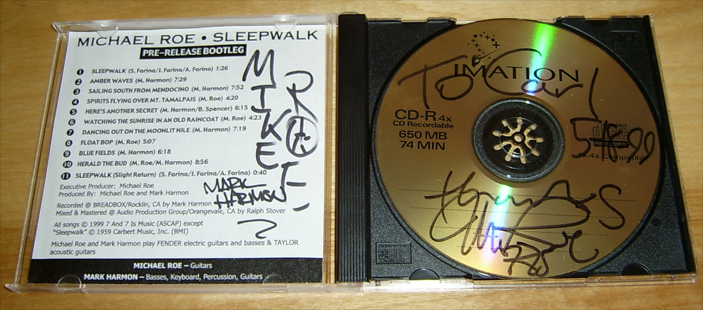 MICHAEL ROE • SLEEPWALK
PRE-RELEASE BOOTLEG
1 SLEEPWALK (S. Farina/J. Farina/A. Farina) 1:26
2 AMBER WAVES (M. Harmon) 7:29
3 SAILING SOUTH FROM MENDOCINO (M. Harmon) 7:52
4 SPIRITS FLYING OVER MT. TAMALPAIS (M. Roe) 4:20
5 HERE'S ANOTHER SECRET (M. Harmon/B. Spencer) 6:15
6 WATCHING THE SUNRISE IN AN OLD RAINCOAT (M. Roe) 4:23
7 DANCING OUT ON THE MOONLIT NILE (M. Harmon) 7:19
8 FLOAT BOP (M. Roe) 5:07
9 BLUE FIELDS (M. Harmon) 6:18
10 HERALD THE BUD (M. Roe/M. Harmon) 8:56
11 SLEEPWALK (Slight Return) (S. Farina/J. Farina/A. Farina) 0:40
Executive Producer: Michael Roe
Produced By: Michael Roe and Mark Harmon
Recorded @ BREADBOX/Rocklin, CA by Mark Harmon
Mixed & Mastered @ Audio Production Group/Orangevale, CA by Ralph Stover
All songs © 1999 7 And 7 Is Music (ASCAP) except
"Sleepwalk" © 1959 Carbert Music, Inc. (BMI)
Michael Roe and Mark Harmon play FENDER electric guitars and basses & TAYLOR
acoustic guitars
MICHAEL ROE – Guitars
MARK HARMON – Basses, Keyboard, Percussion, Guitars
MIKE
ROE
MARK
HARMON
To Carl
IMATION
CD-R 4x
CD Recordable
650 MB
74 MIN
Thanks